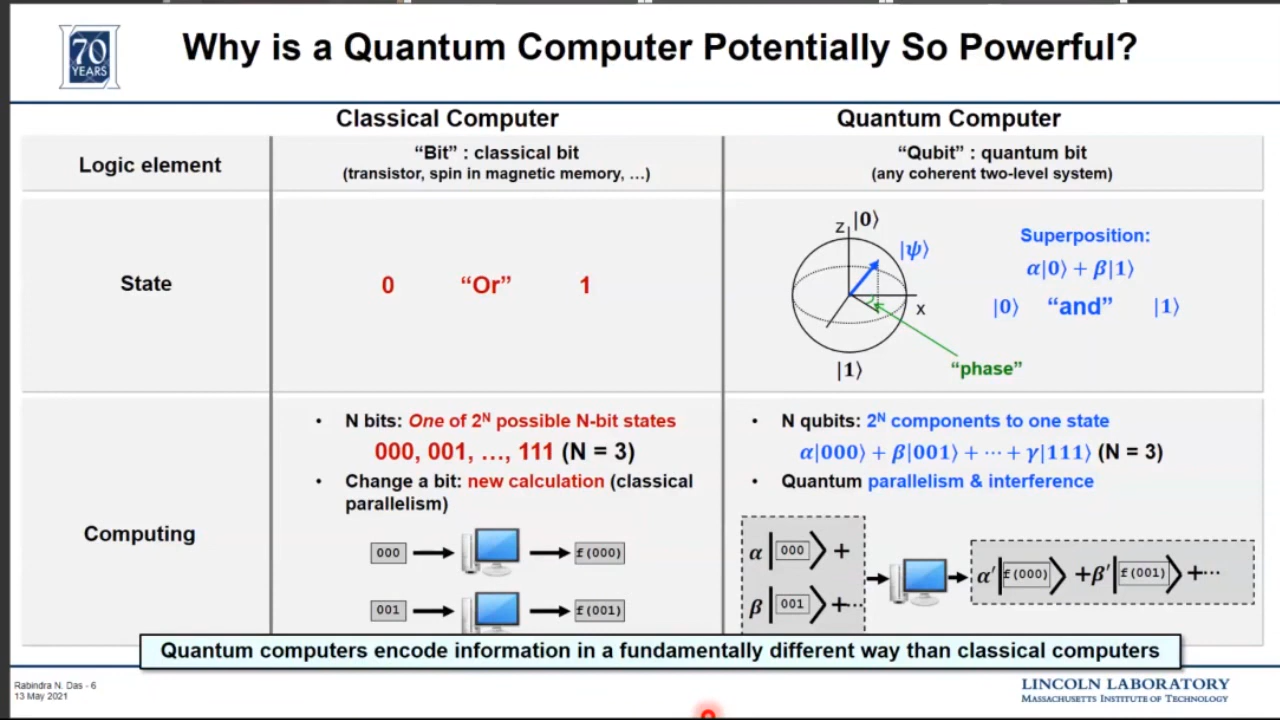 70
YEARS
Why is a Quantum Computer Potentially So Powerful?
Classical Computer
Quantum Computer
Logic element
“Bit” : classical bit
(transistor, spin in magnetic memory, …)
“Qubit” : quantum bit
(any coherent two-level system)
State
0 “Or” 1
z |0⟩
|ψ⟩
x
|1⟩
“phase”
Superposition:
α|0⟩ + β|1⟩
|0⟩ “and” |1⟩
Computing
• N bits: One of 2ᴺ possible N-bit states
000, 001, …, 111 (N = 3)
• Change a bit: new calculation (classical
parallelism)
000 f(000)
001 f(001)
• N qubits: 2ᴺ components to one state
α|000⟩ + β|001⟩ + ⋯ + γ|111⟩ (N = 3)
• Quantum parallelism & interference
α|000⟩ +
β|001⟩ +⋯
α′|f(000)⟩ +β′|f(001)⟩ +⋯
Quantum computers encode information in a fundamentally different way than classical computers
Rabindra N. Das - 6
13 May 2021
LINCOLN LABORATORY
MASSACHUSETTS INSTITUTE OF TECHNOLOGY